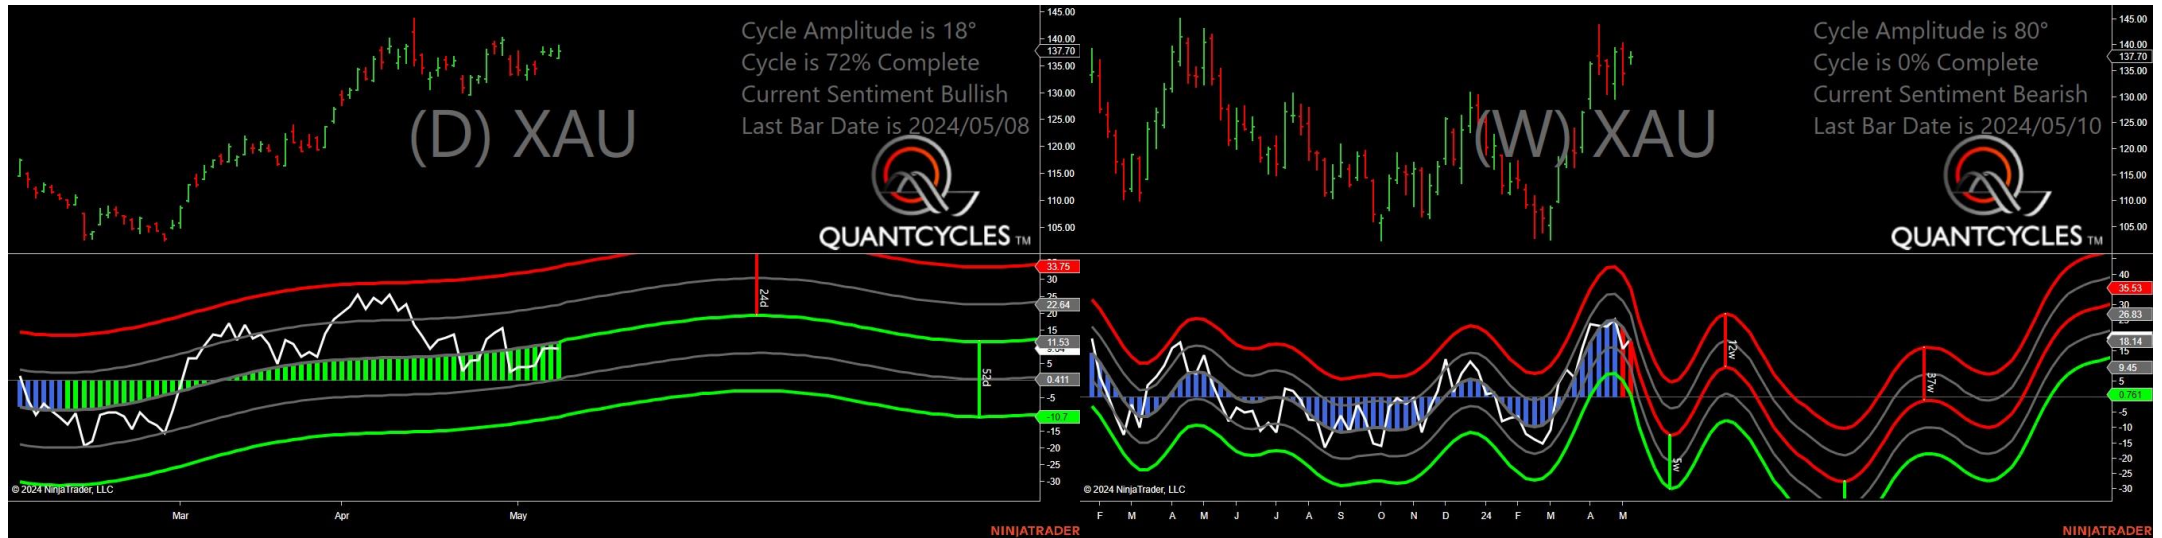 Cycle Amplitude is 18°
Cycle is 72% Complete
Current Sentiment Bullish
Last Bar Date is 2024/05/08
(D) XAU
QUANTCYCLES TM
145.00
140.00
137.70
135.00
130.00
125.00
120.00
115.00
110.00
105.00
33.75
30
25
22.64
20
15
11.53
5
0.411
-5
-10.7
-15
-20
-25
-30
24d
52d
© 2024 NinjaTrader, LLC
Mar Apr May
NINJATRADER
Cycle Amplitude is 80°
Cycle is 0% Complete
Current Sentiment Bearish
Last Bar Date is 2024/05/10
(W) XAU
QUANTCYCLES TM
145.00
140.00
137.70
135.00
130.00
125.00
120.00
115.00
110.00
105.00
40
35.53
30
26.83
18.14
15
9.45
5
0.761
-5
-10
-15
-20
-25
-30
12w
37w
5w
© 2024 NinjaTrader, LLC
F M A M J J A S O N D 24 F M A M
NINJATRADER